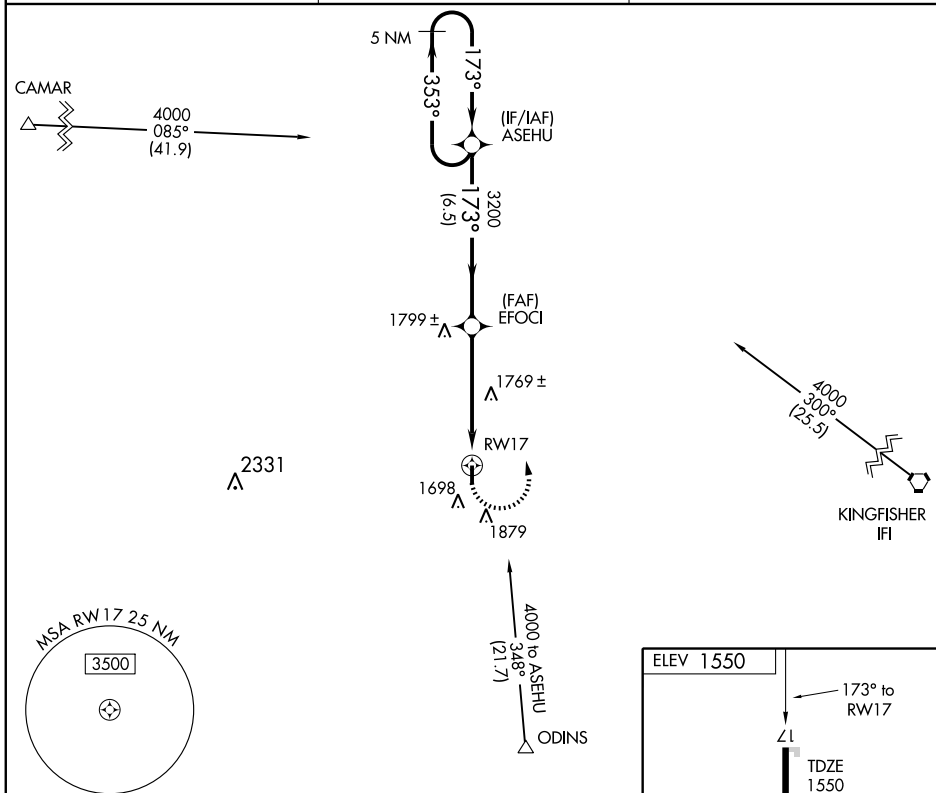 5 NM
173°
353°
CAMAR
4000
085°
(41.9)
(IF/IAF)
ASEHU
3200
173°
(6.5)
(FAF)
EFOCI
1799 ±
1769 ±
RW17
4000
300°
(25.5)
2331
1698
1879
KINGFISHER
IFI
MSA RW17 25 NM
3500
4000 to ASEHU
348°
(21.7)
ODINS
ELEV 1550
173° to
RW17
17
TDZE
1550